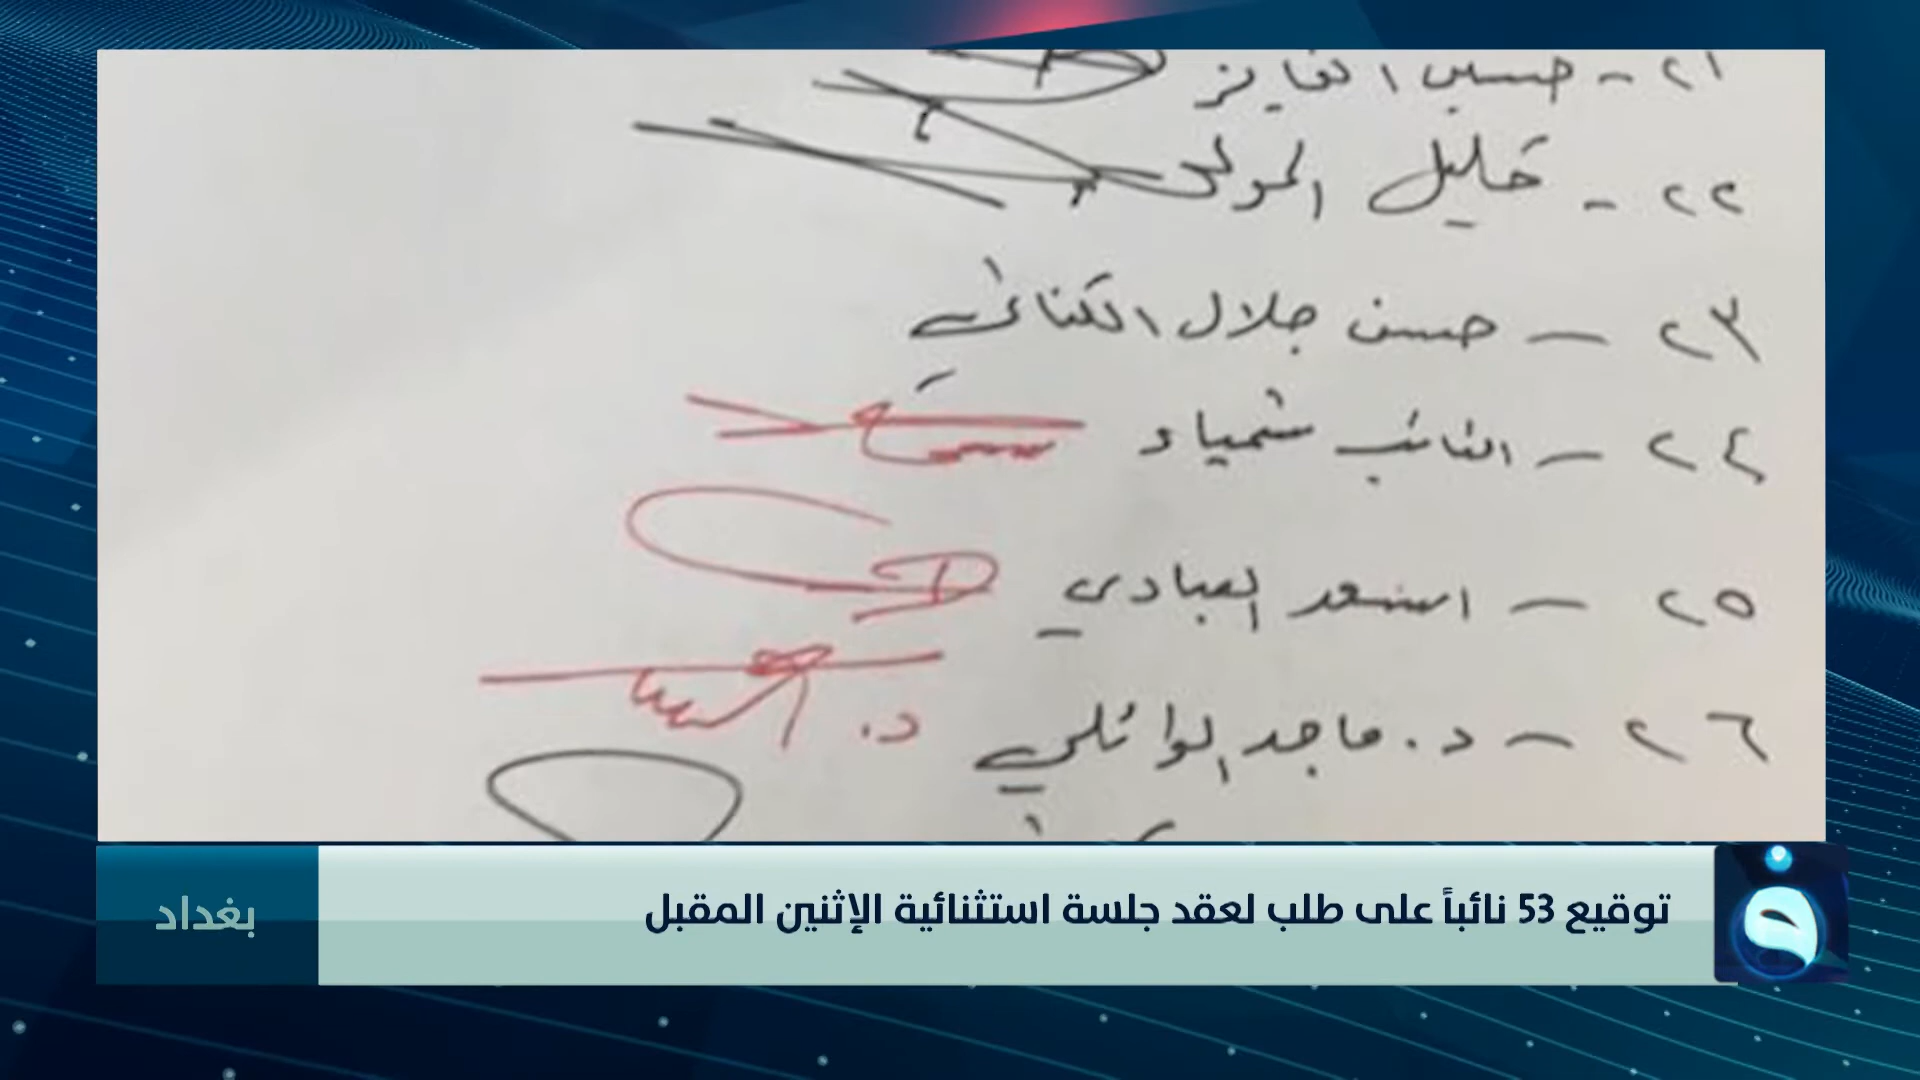 ٢١ - حسين الفايز
٢٢ - خليل المولى
٢٣ - حسن جلال الكناني
٢٤ - النائب شمياء
٢٥ - اسعد العبادي
٢٦ - د. ماجد الوائلي
د.
توقيع 53 نائباً على طلب لعقد جلسة استثنائية الإثنين المقبل
بغداد